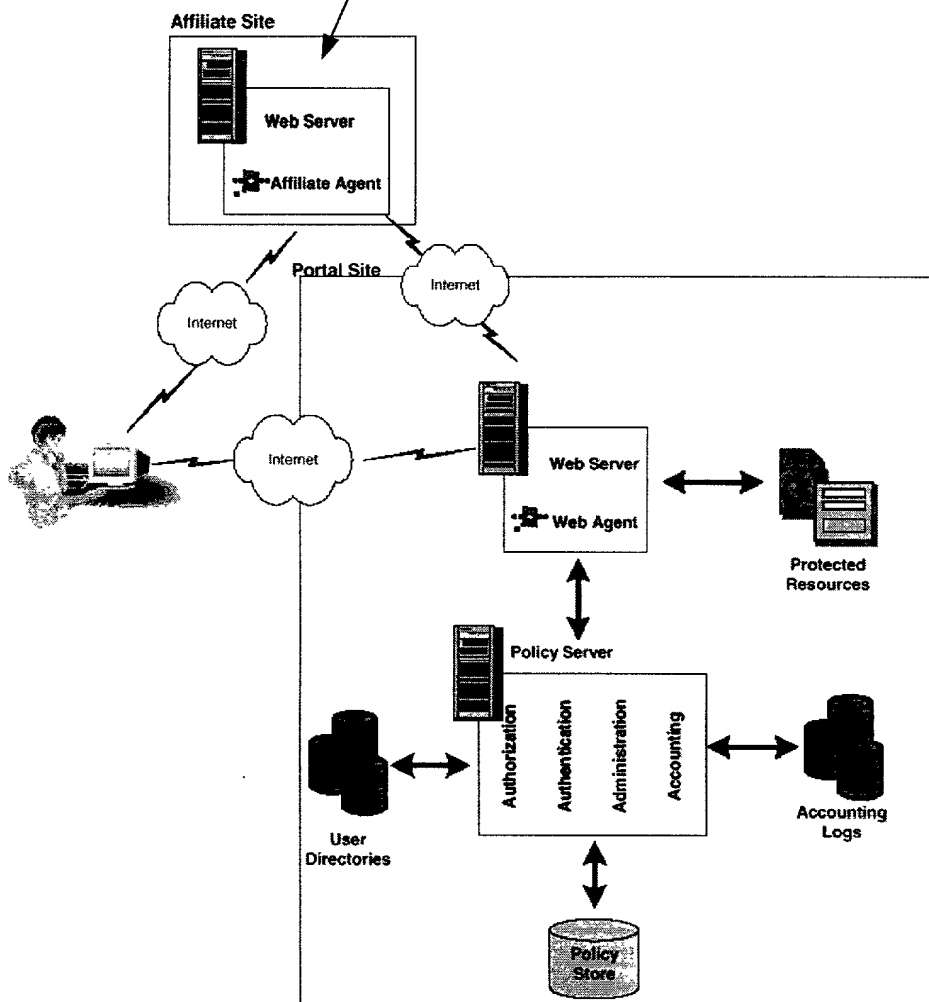 Affiliate Site
Web Server
Affiliate Agent
Portal Site
Internet
Internet
Internet
Web Server
Web Agent
Protected
Resources
Policy Server
Authorization
Authentication
Administration
Accounting
User
Directories
Accounting
Logs
Policy
Store